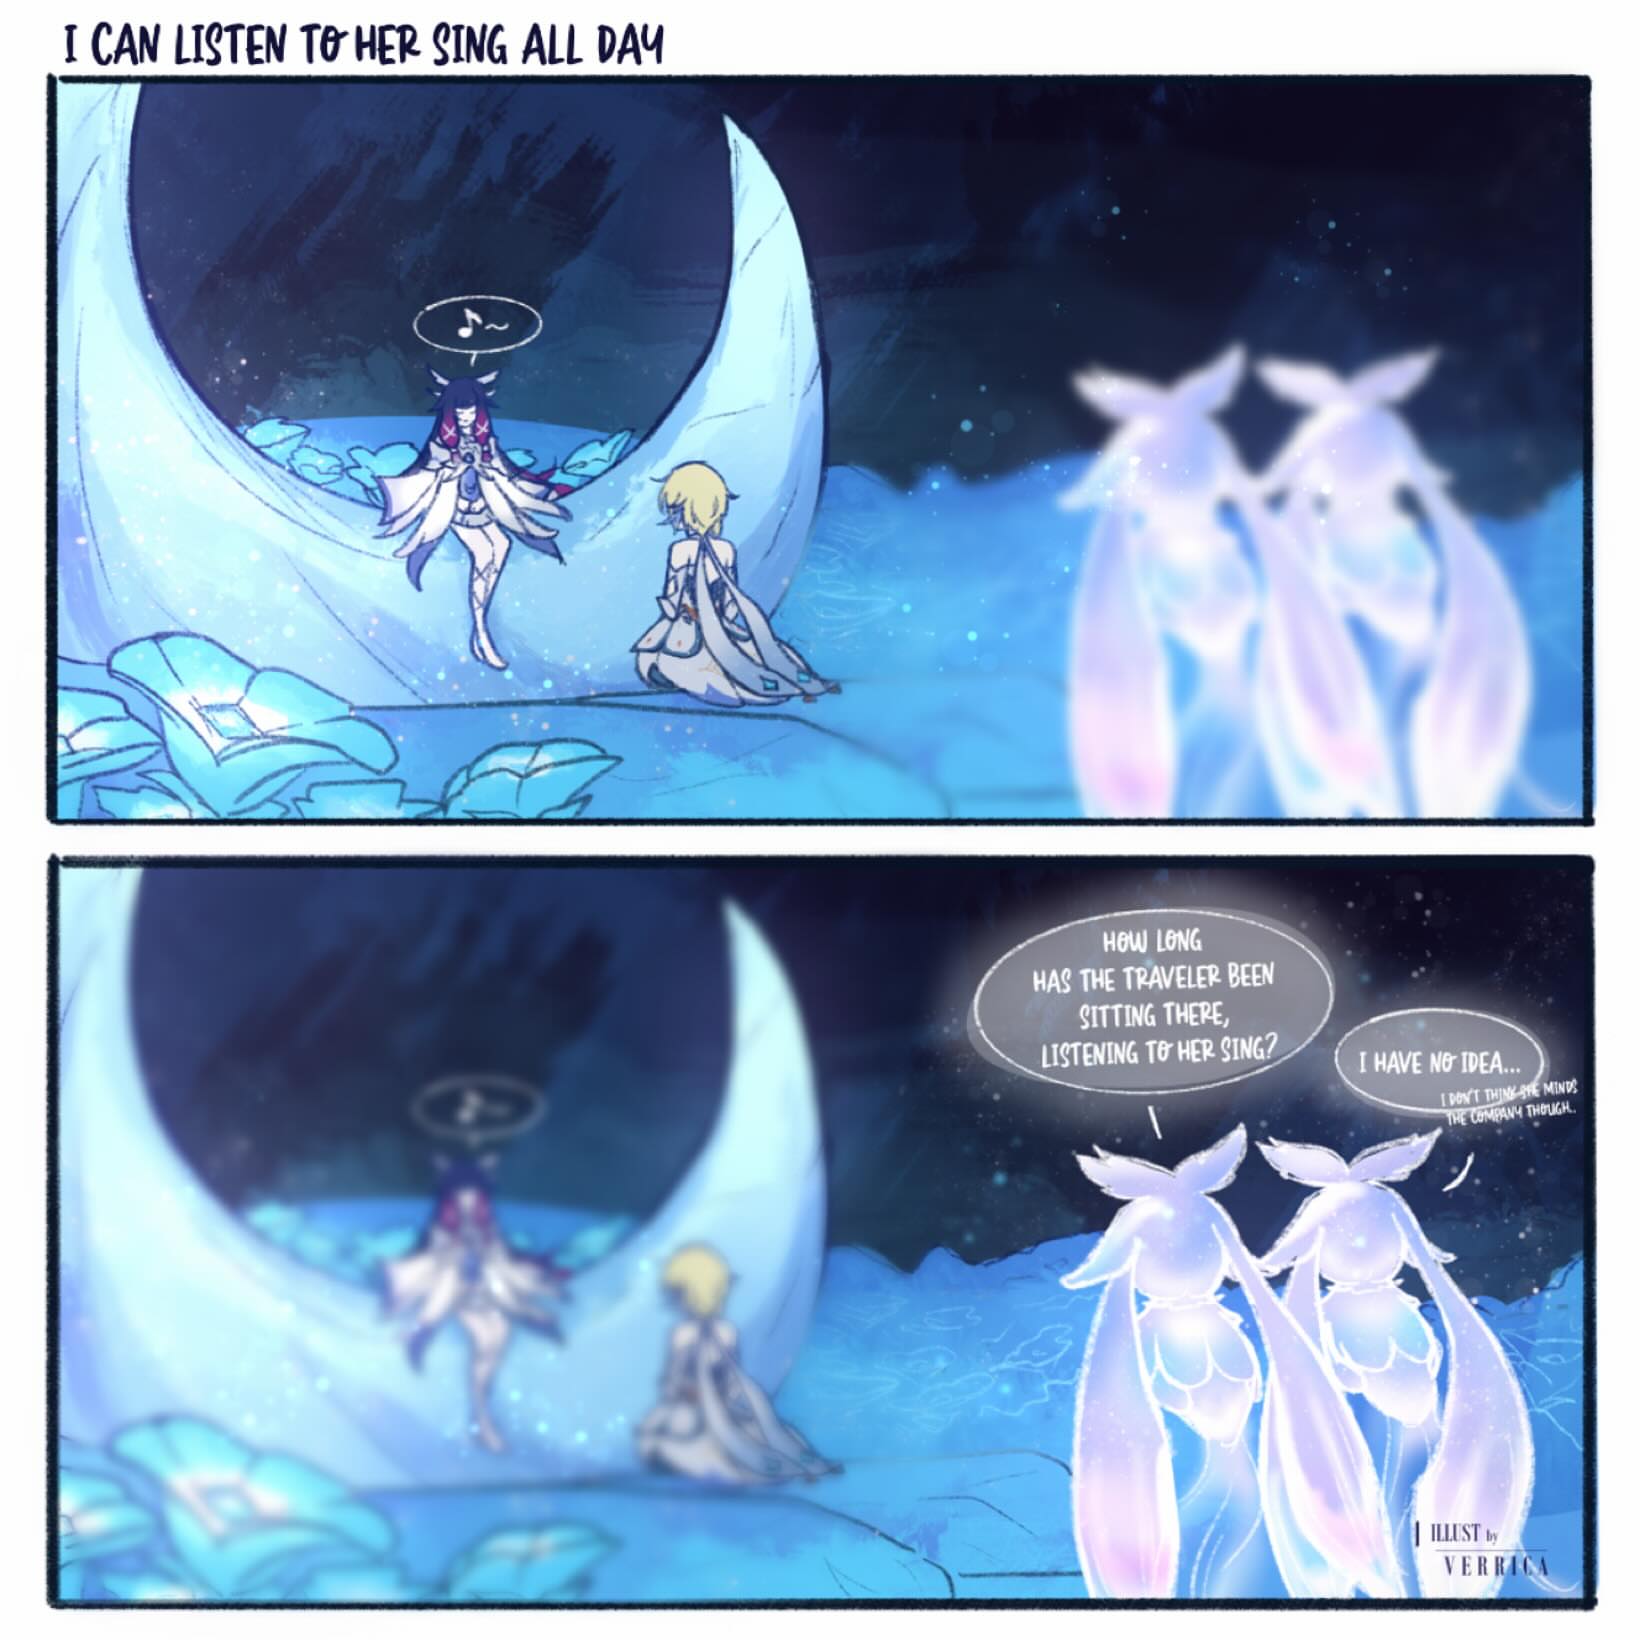 I CAN LISTEN TO HER SING ALL DAY
HOW LONG
HAS THE TRAVELER BEEN
SITTING THERE,
LISTENING TO HER SING?
I HAVE NO IDEA...
I DON'T THINK SHE MINDS
THE COMPANY THOUGH..
ILLUST by
VERRICA